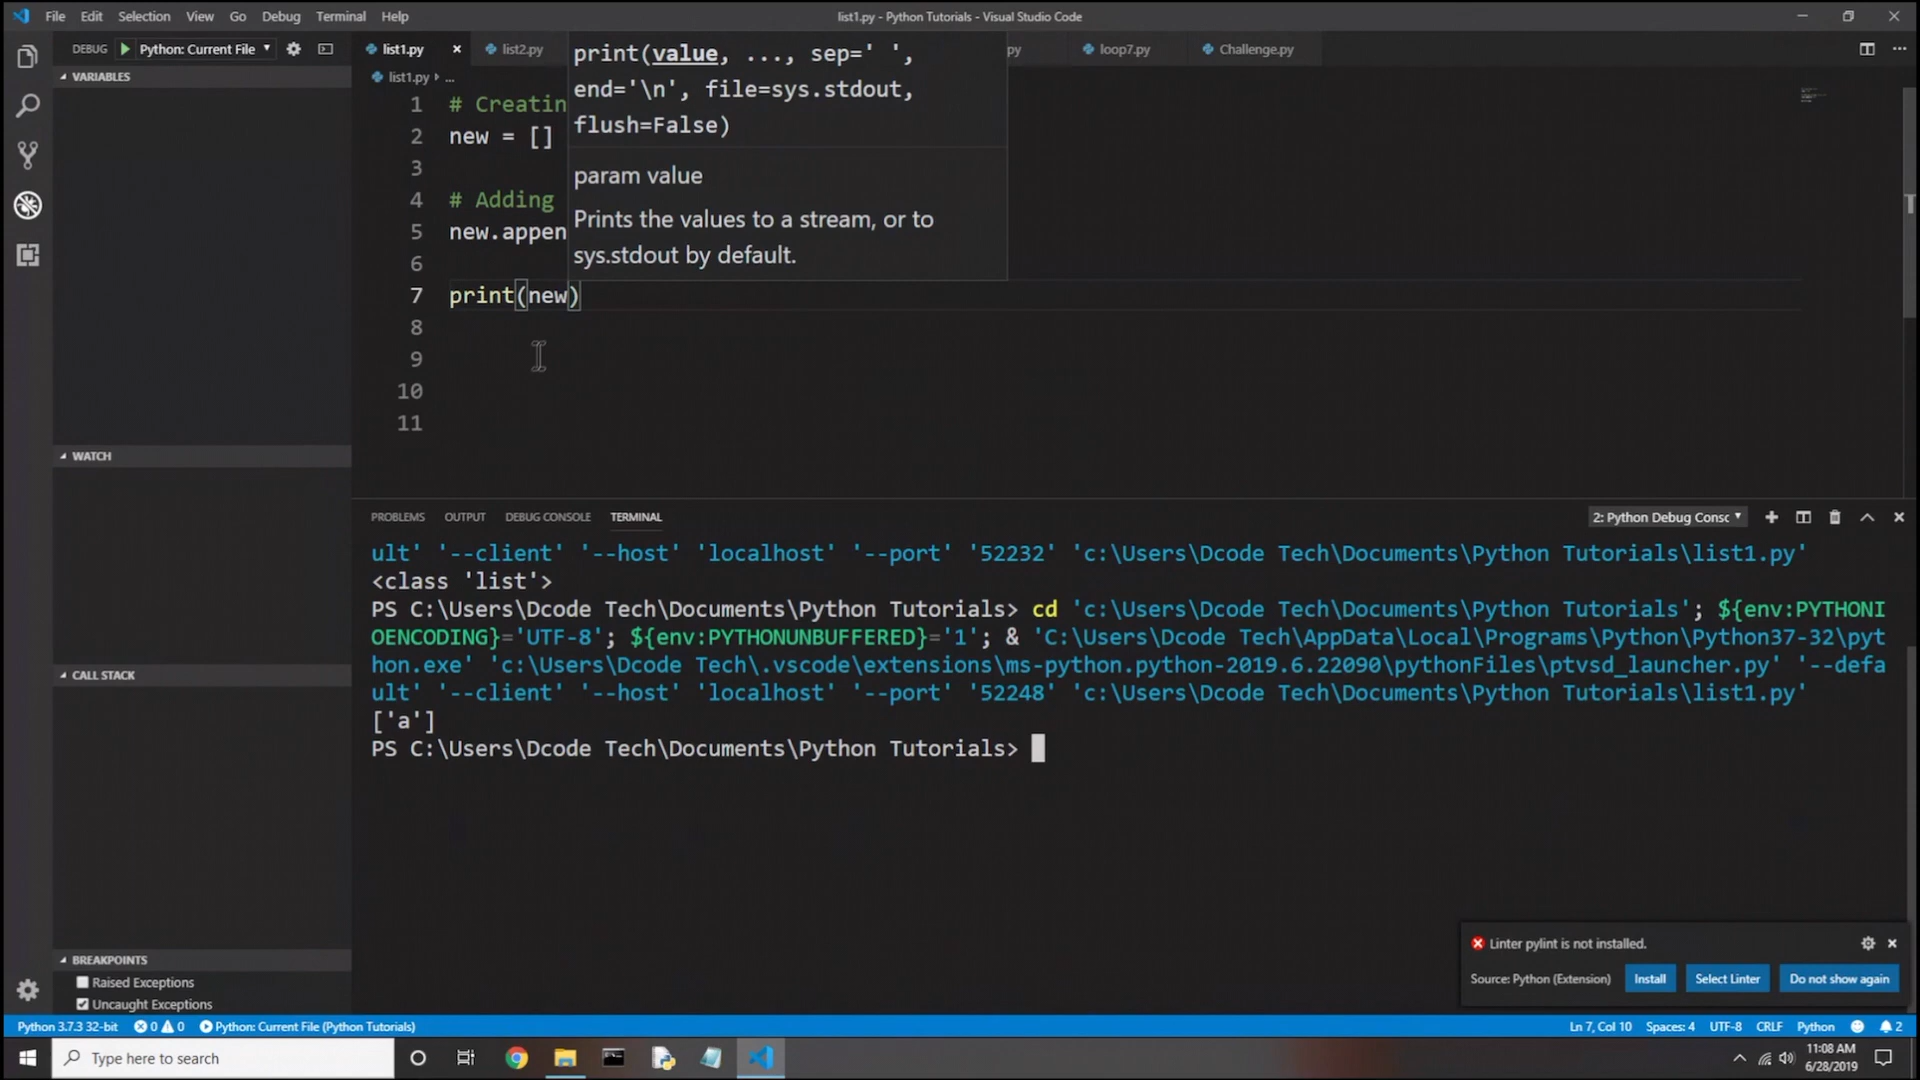 File Edit Selection View Go Debug Terminal Help
list1.py - Python Tutorials - Visual Studio Code
DEBUG Python: Current File
list1.py list2.py py loop7.py Challenge.py
VARIABLES
list1.py ...
print(value, ..., sep=' ',
end='\n', file=sys.stdout,
flush=False)
param value
Prints the values to a stream, or to
sys.stdout by default.
1 # Creatin
2 new = []
3
4 # Adding
5 new.appen
6
7 print(new)
8
9
10
11
WATCH
CALL STACK
BREAKPOINTS
Raised Exceptions
Uncaught Exceptions
PROBLEMS OUTPUT DEBUG CONSOLE TERMINAL
2: Python Debug Consc
ult' '--client' '--host' 'localhost' '--port' '52232' 'c:\Users\Dcode Tech\Documents\Python Tutorials\list1.py'
<class 'list'>
PS C:\Users\Dcode Tech\Documents\Python Tutorials> cd 'c:\Users\Dcode Tech\Documents\Python Tutorials'; ${env:PYTHONI
OENCODING}='UTF-8'; ${env:PYTHONUNBUFFERED}='1'; & 'C:\Users\Dcode Tech\AppData\Local\Programs\Python\Python37-32\pyt
hon.exe' 'c:\Users\Dcode Tech\.vscode\extensions\ms-python.python-2019.6.22090\pythonFiles\ptvsd_launcher.py' '--defa
ult' '--client' '--host' 'localhost' '--port' '52248' 'c:\Users\Dcode Tech\Documents\Python Tutorials\list1.py'
['a']
PS C:\Users\Dcode Tech\Documents\Python Tutorials>
Linter pylint is not installed.
Source: Python (Extension) Install Select Linter Do not show again
Python 3.7.3 32-bit 0 0 Python: Current File (Python Tutorials)
Ln 7, Col 10 Spaces: 4 UTF-8 CRLF Python 2
Type here to search
11:08 AM
6/28/2019